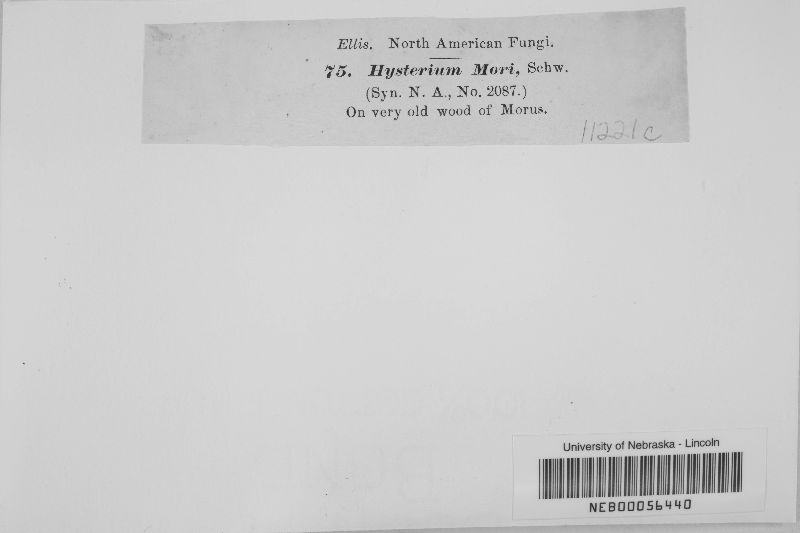 Ellis. North American Fungi.
75. Hysterium Mori, Schw.
(Syn. N. A., No. 2087.)
On very old wood of Morus.
11221c
University of Nebraska - Lincoln
NEB00056440